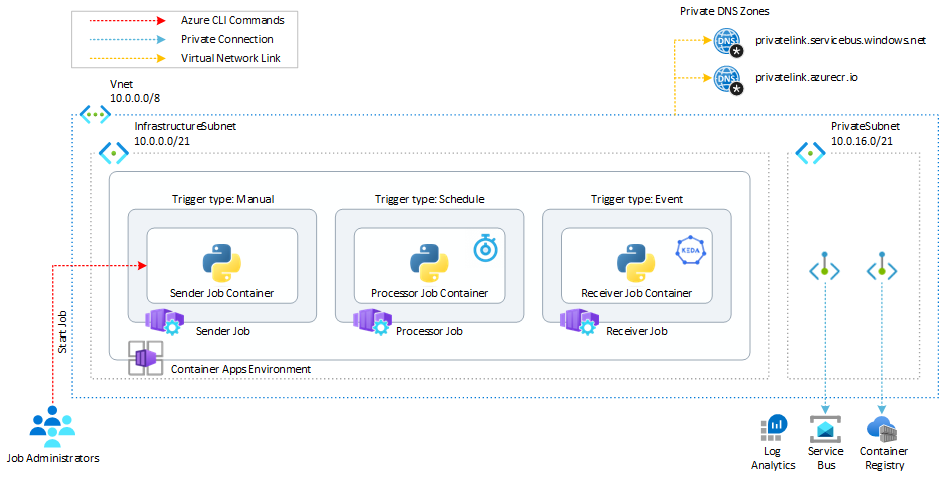 Azure CLI Commands
Private Connection
Virtual Network Link
Private DNS Zones
DNS
*
privatelink.servicebus.windows.net
DNS
*
privatelink.azurecr.io
Vnet
10.0.0.0/8
InfrastructureSubnet
10.0.0.0/21
PrivateSubnet
10.0.16.0/21
Trigger type: Manual
Trigger type: Schedule
Trigger type: Event
KEDA
Sender Job Container
Processor Job Container
Receiver Job Container
Sender Job
Processor Job
Receiver Job
Start Job
Container Apps Environment
Job Administrators
Log
Analytics
Service
Bus
Container
Registry